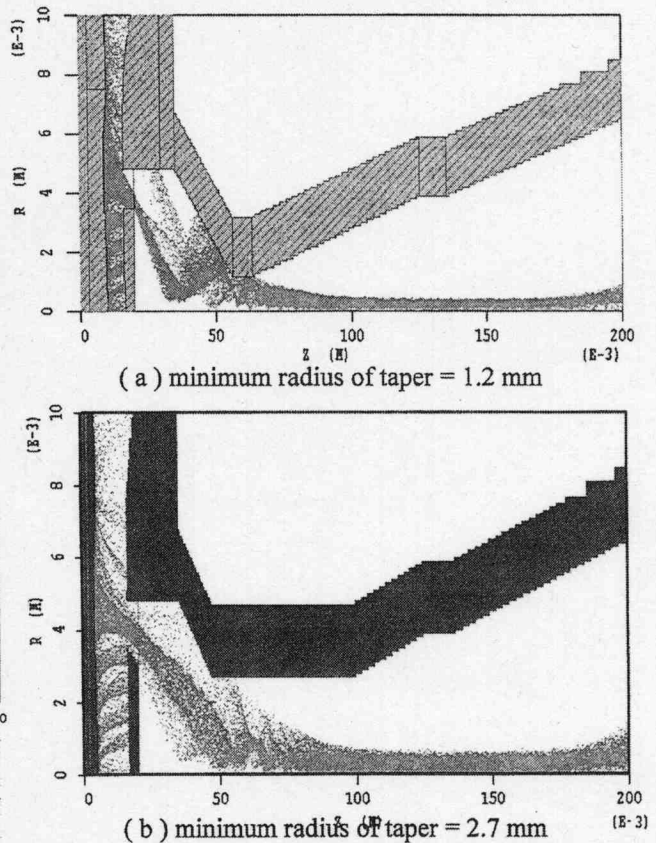 (E-3)
10
8
6
R (M)
4
2
0
0 50 100 150 200
Z (M) (E-3)
( a ) minimum radius of taper = 1.2 mm
(E-3)
10
8
6
R (M)
4
2
0
0 50 100 150 200
Z (M) (E-3)
( b ) minimum radius of taper = 2.7 mm